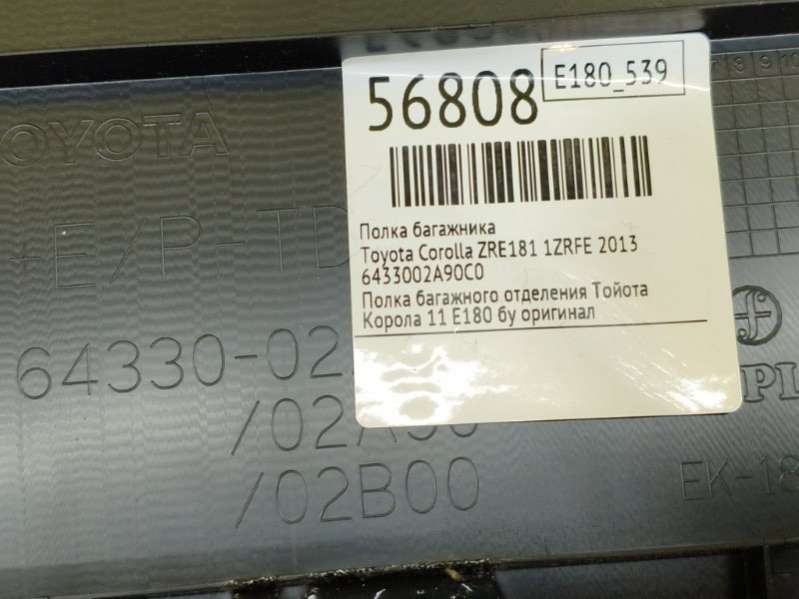 56808
E180_539
Полка багажника
Toyota Corolla ZRE181 1ZRFE 2013
6433002A90C0
Полка багажного отделения Тойота
Корола 11 E180 бу оригинал
TOYOTA
64330-02
/02B00